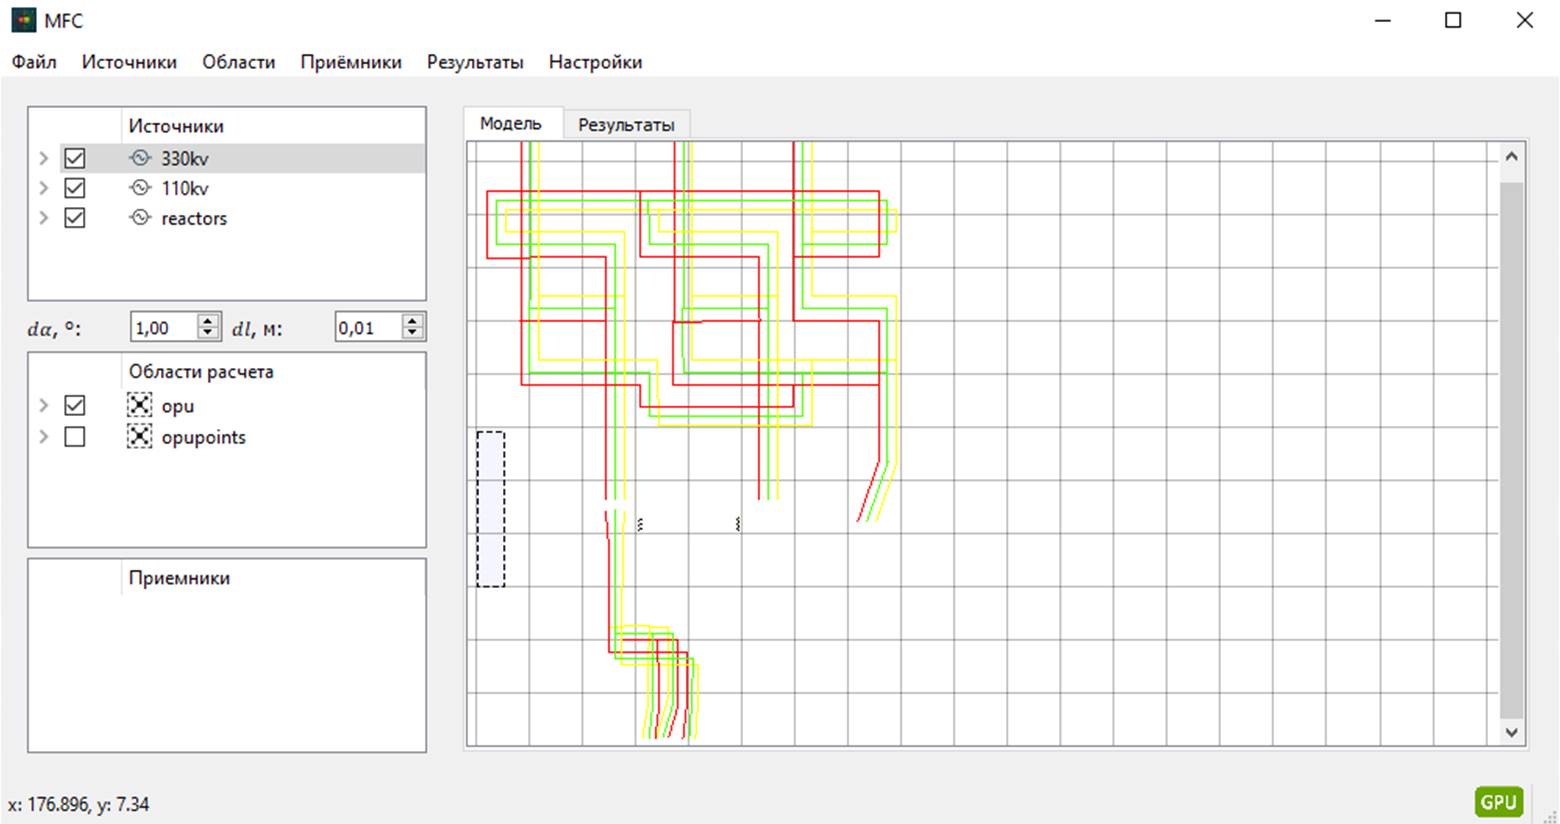 MFC
Файл Источники Области Приёмники Результаты Настройки
Источники
330kv
110kv
reactors
dα, °: 1,00 dl, м: 0,01
Области расчета
opu
opupoints
Приемники
Модель Результаты
x: 176.896, y: 7.34
GPU